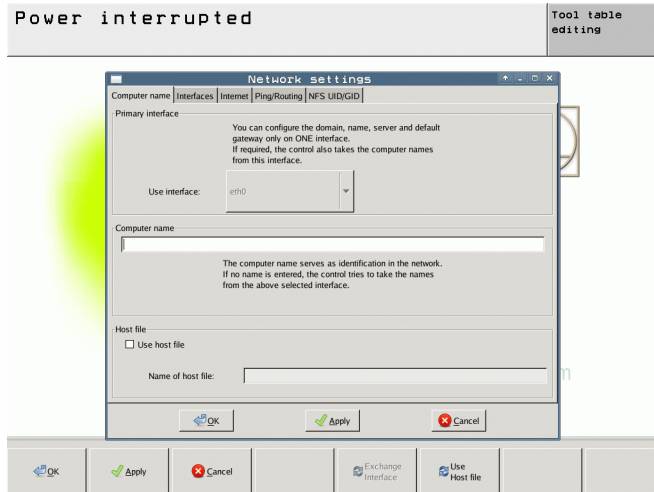 Power interrupted
Tool table
editing
Network settings
Computer name
Interfaces
Internet
Ping/Routing
NFS UID/GID
Primary interface
You can configure the domain, name, server and default
gateway only on ONE interface.
If required, the control also takes the computer names
from this interface.
Use interface:
eth0
Computer name
The computer name serves as identification in the network.
If no name is entered, the control tries to take the names
from the above selected interface.
Host file
Use host file
Name of host file:
m
OK
Apply
Cancel
OK
Apply
Cancel
Exchange
Interface
Use
Host file